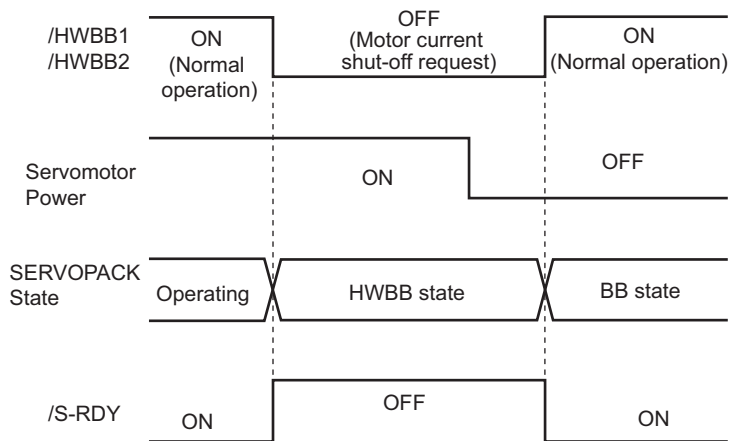 /HWBB1
/HWBB2
ON
(Normal
operation)
OFF
(Motor current
shut-off request)
ON
(Normal operation)
Servomotor
Power
ON
OFF
SERVOPACK
State
Operating
HWBB state
BB state
/S-RDY
ON
OFF
ON